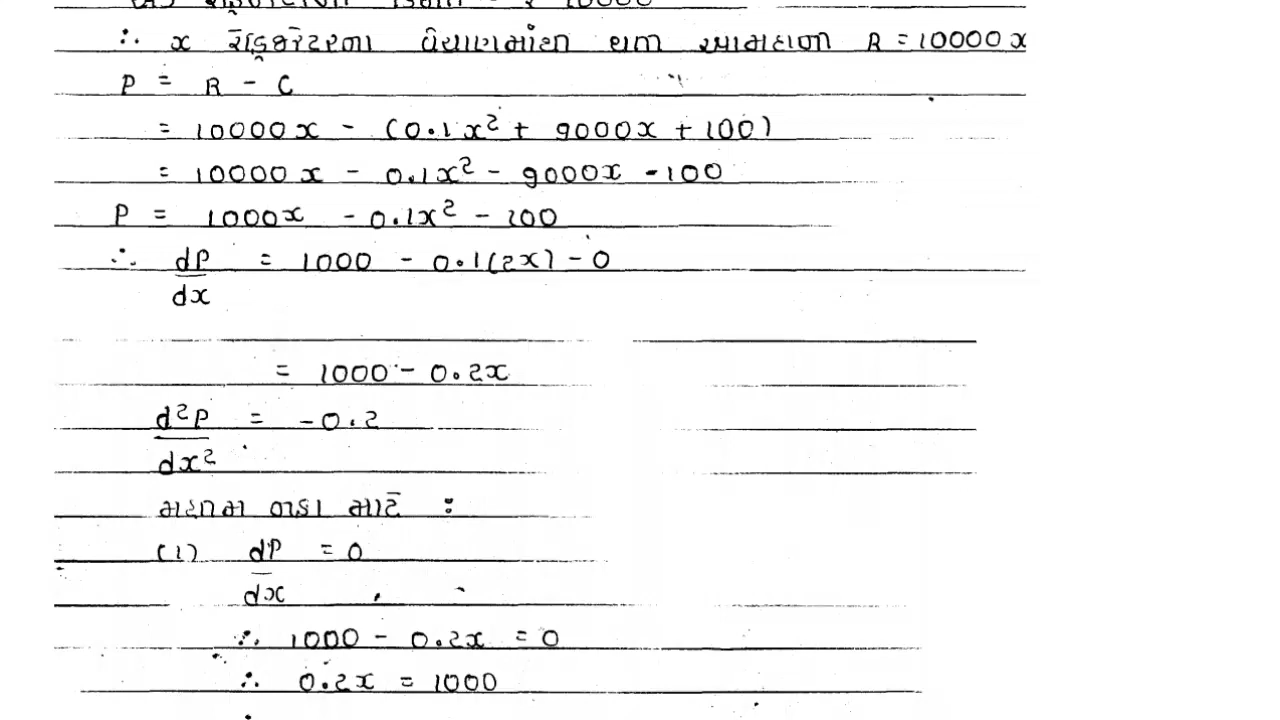 ∴ x રેફ્રિજરેટરના વેચાણમાંથી થતી આમદાની R = 10000x
P = R - C
= 10000x - (0.1x² + 9000x + 100)
= 10000x - 0.1x² - 9000x - 100
P = 1000x - 0.1x² - 100
∴ dP/dx = 1000 - 0.1(2x) - 0
= 1000 - 0.2x
d²P/dx² = -0.2
મહત્તમ નફા માટે :
(1) dP/dx = 0
∴ 1000 - 0.2x = 0
∴ 0.2x = 1000